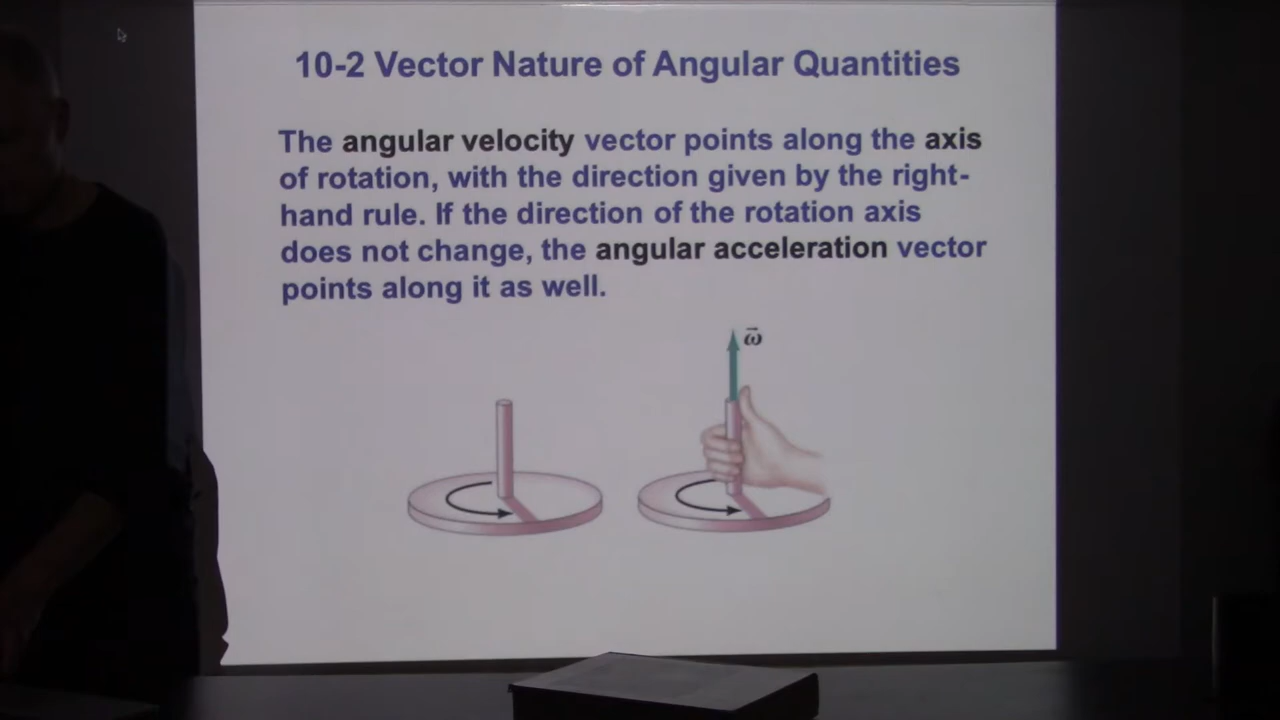 10-2 Vector Nature of Angular Quantities
The angular velocity vector points along the axis
of rotation, with the direction given by the right-
hand rule. If the direction of the rotation axis
does not change, the angular acceleration vector
points along it as well.
ω⃗